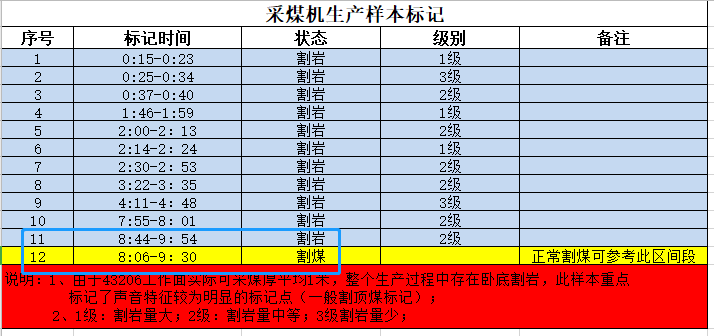 采煤机生产样本标记
序号 标记时间 状态 级别 备注
1 0:15-0:23 割岩 1级
2 0:25-0:34 割岩 3级
3 0:37-0:40 割岩 2级
4 1:46-1:59 割岩 1级
5 2:00-2：13 割岩 2级
6 2:14-2：24 割岩 1级
7 2:30-2：53 割岩 2级
8 3:22-3：35 割岩 2级
9 4:11-4：48 割岩 3级
10 7:55-8：01 割岩 2级
11 8:44-9：54 割岩 2级
12 8:06-9：30 割煤 正常割煤可参考此区间段
说明：1、由于43206工作面实际可采煤厚平均1米，整个生产过程中存在卧底割岩，此样本重点
标记了声音特征较为明显的标记点（一般割顶煤标记）；
2、1级：割岩量大；2级：割岩量中等；3级割岩量少；